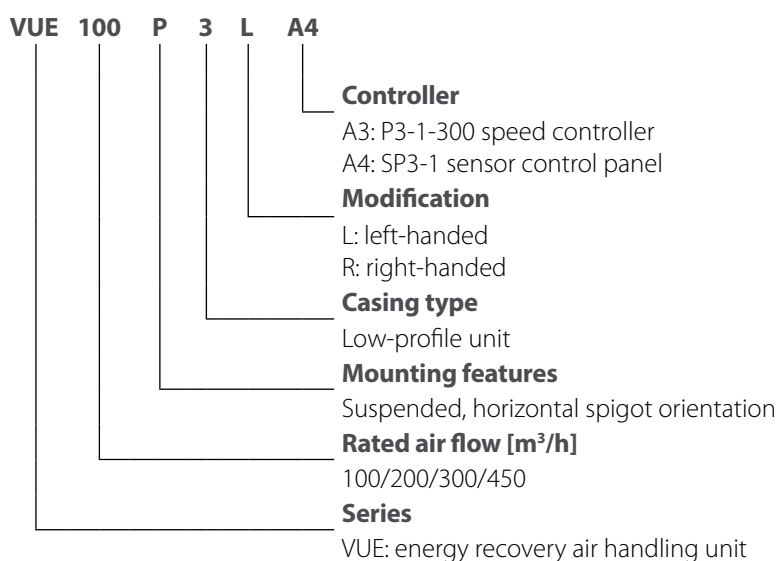 VUE 100 P 3 L A4
Controller
A3: P3-1-300 speed controller
A4: SP3-1 sensor control panel
Modification
L: left-handed
R: right-handed
Casing type
Low-profile unit
Mounting features
Suspended, horizontal spigot orientation
Rated air flow [m³/h]
100/200/300/450
Series
VUE: energy recovery air handling unit